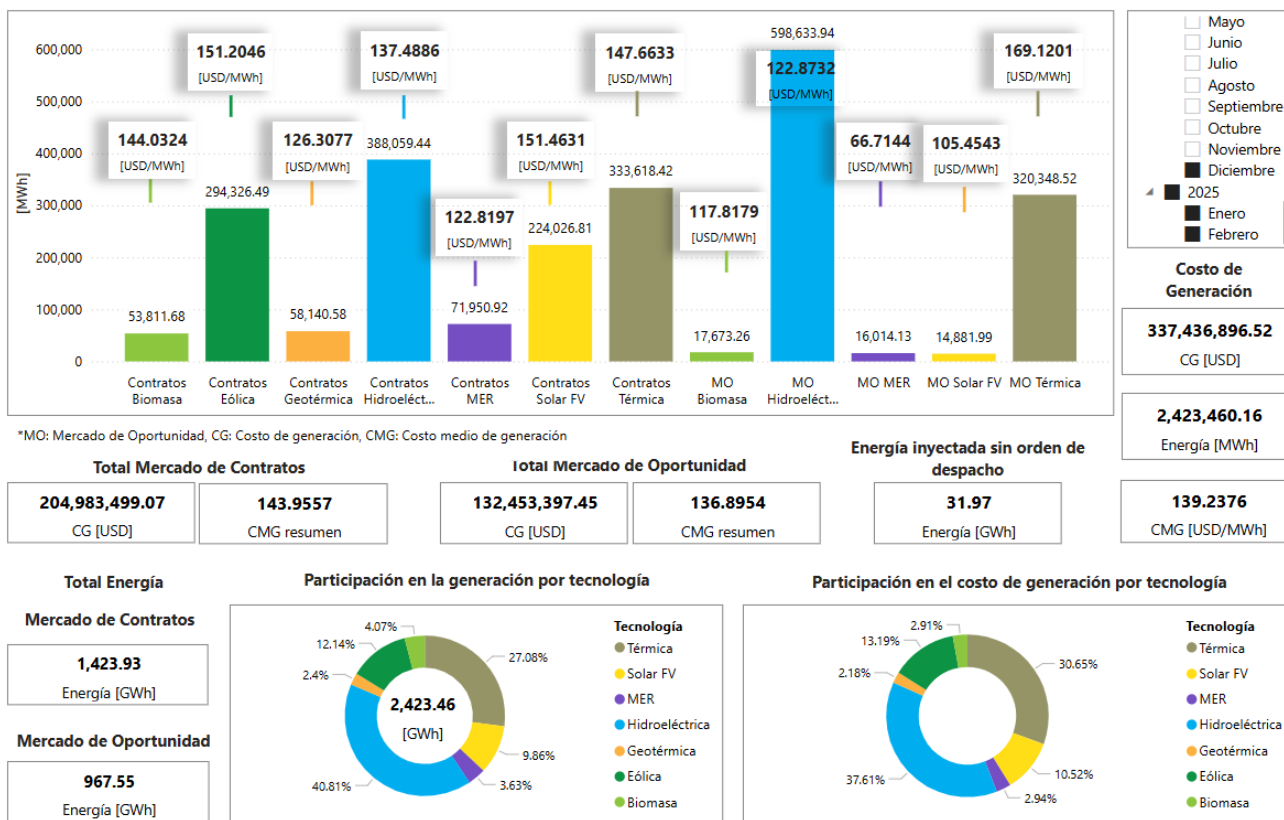 600,000
500,000
400,000
300,000
200,000
100,000
0
[MWh]
144.0324
[USD/MWh]
53,811.68
151.2046
[USD/MWh]
294,326.49
126.3077
[USD/MWh]
58,140.58
137.4886
[USD/MWh]
388,059.44
122.8197
[USD/MWh]
71,950.92
151.4631
[USD/MWh]
224,026.81
147.6633
[USD/MWh]
333,618.42
117.8179
[USD/MWh]
17,673.26
598,633.94
122.8732
[USD/MWh]
66.7144
[USD/MWh]
16,014.13
105.4543
[USD/MWh]
14,881.99
169.1201
[USD/MWh]
320,348.52
Contratos
Biomasa
Contratos
Eólica
Contratos
Geotérmica
Contratos
Hidroeléct...
Contratos
MER
Contratos
Solar FV
Contratos
Térmica
MO
Biomasa
MO
Hidroeléct...
MO MER
MO Solar FV
MO Térmica
Mayo
Junio
Julio
Agosto
Septiembre
Octubre
Noviembre
Diciembre
2025
Enero
Febrero
Costo de
Generación
337,436,896.52
CG [USD]
2,423,460.16
Energía [MWh]
139.2376
CMG [USD/MWh]
*MO: Mercado de Oportunidad, CG: Costo de generación, CMG: Costo medio de generación
Total Mercado de Contratos
204,983,499.07
CG [USD]
143.9557
CMG resumen
Total Mercado de Oportunidad
132,453,397.45
CG [USD]
136.8954
CMG resumen
Energía inyectada sin orden de
despacho
31.97
Energía [GWh]
Total Energía
Mercado de Contratos
1,423.93
Energía [GWh]
Mercado de Oportunidad
967.55
Energía [GWh]
Participación en la generación por tecnología
4.07%
12.14%
2.4%
40.81%
27.08%
9.86%
3.63%
2,423.46
[GWh]
Tecnología
Térmica
Solar FV
MER
Hidroeléctrica
Geotérmica
Eólica
Biomasa
Participación en el costo de generación por tecnología
2.91%
13.19%
2.18%
37.61%
30.65%
10.52%
2.94%
Tecnología
Térmica
Solar FV
MER
Hidroeléctrica
Geotérmica
Eólica
Biomasa